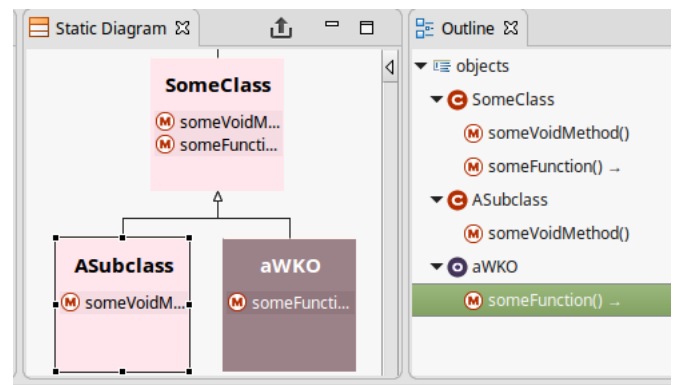 Static Diagram
SomeClass
M someVoidM...
M someFuncti...
ASubclass
M someVoidM...
aWKO
M someFuncti...
Outline
objects
C SomeClass
M someVoidMethod()
M someFunction() →
C ASubclass
M someVoidMethod()
O aWKO
M someFunction() →